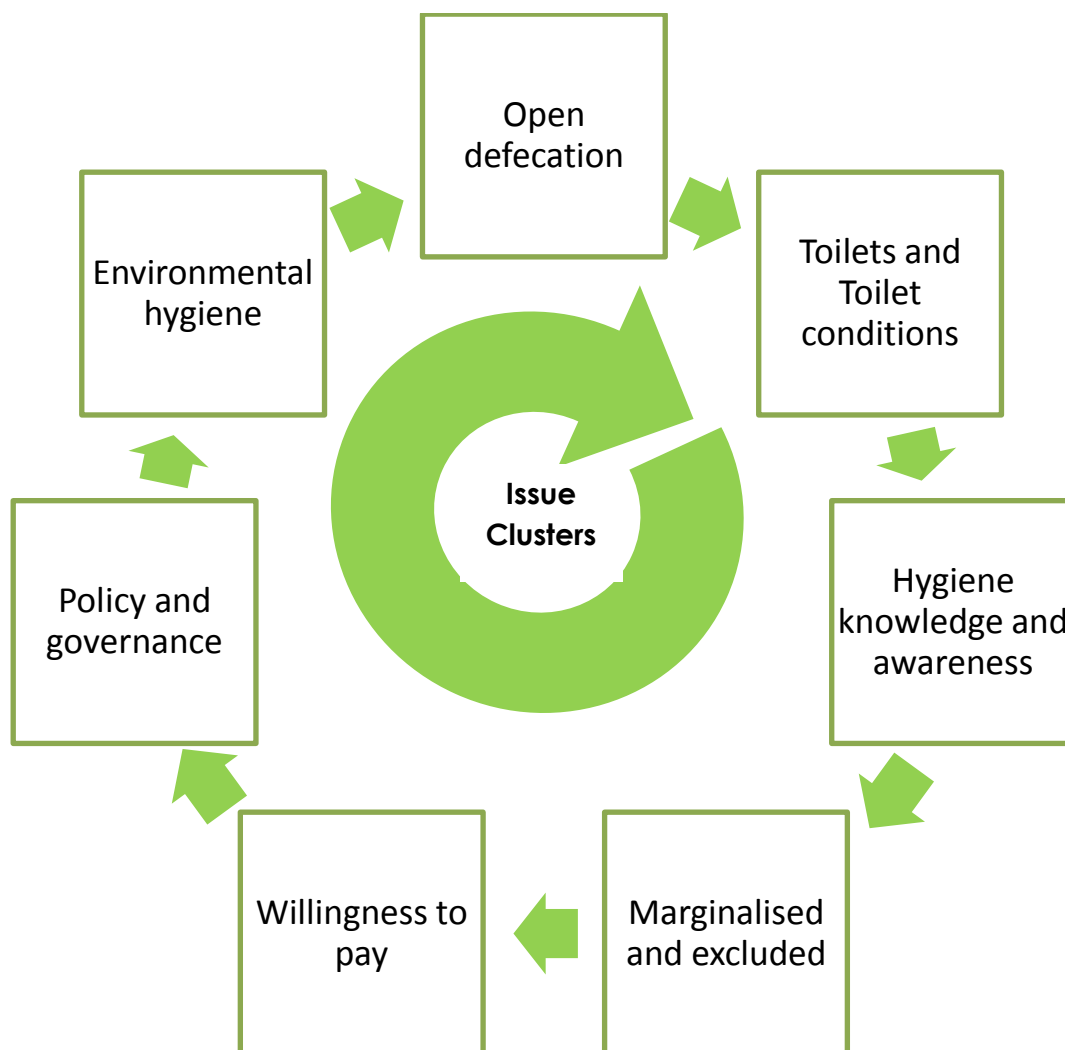 Open
defecation
Toilets and
Toilet
conditions
Hygiene
knowledge and
awareness
Marginalised
and excluded
Willingness to
pay
Policy and
governance
Environmental
hygiene
Issue
Clusters